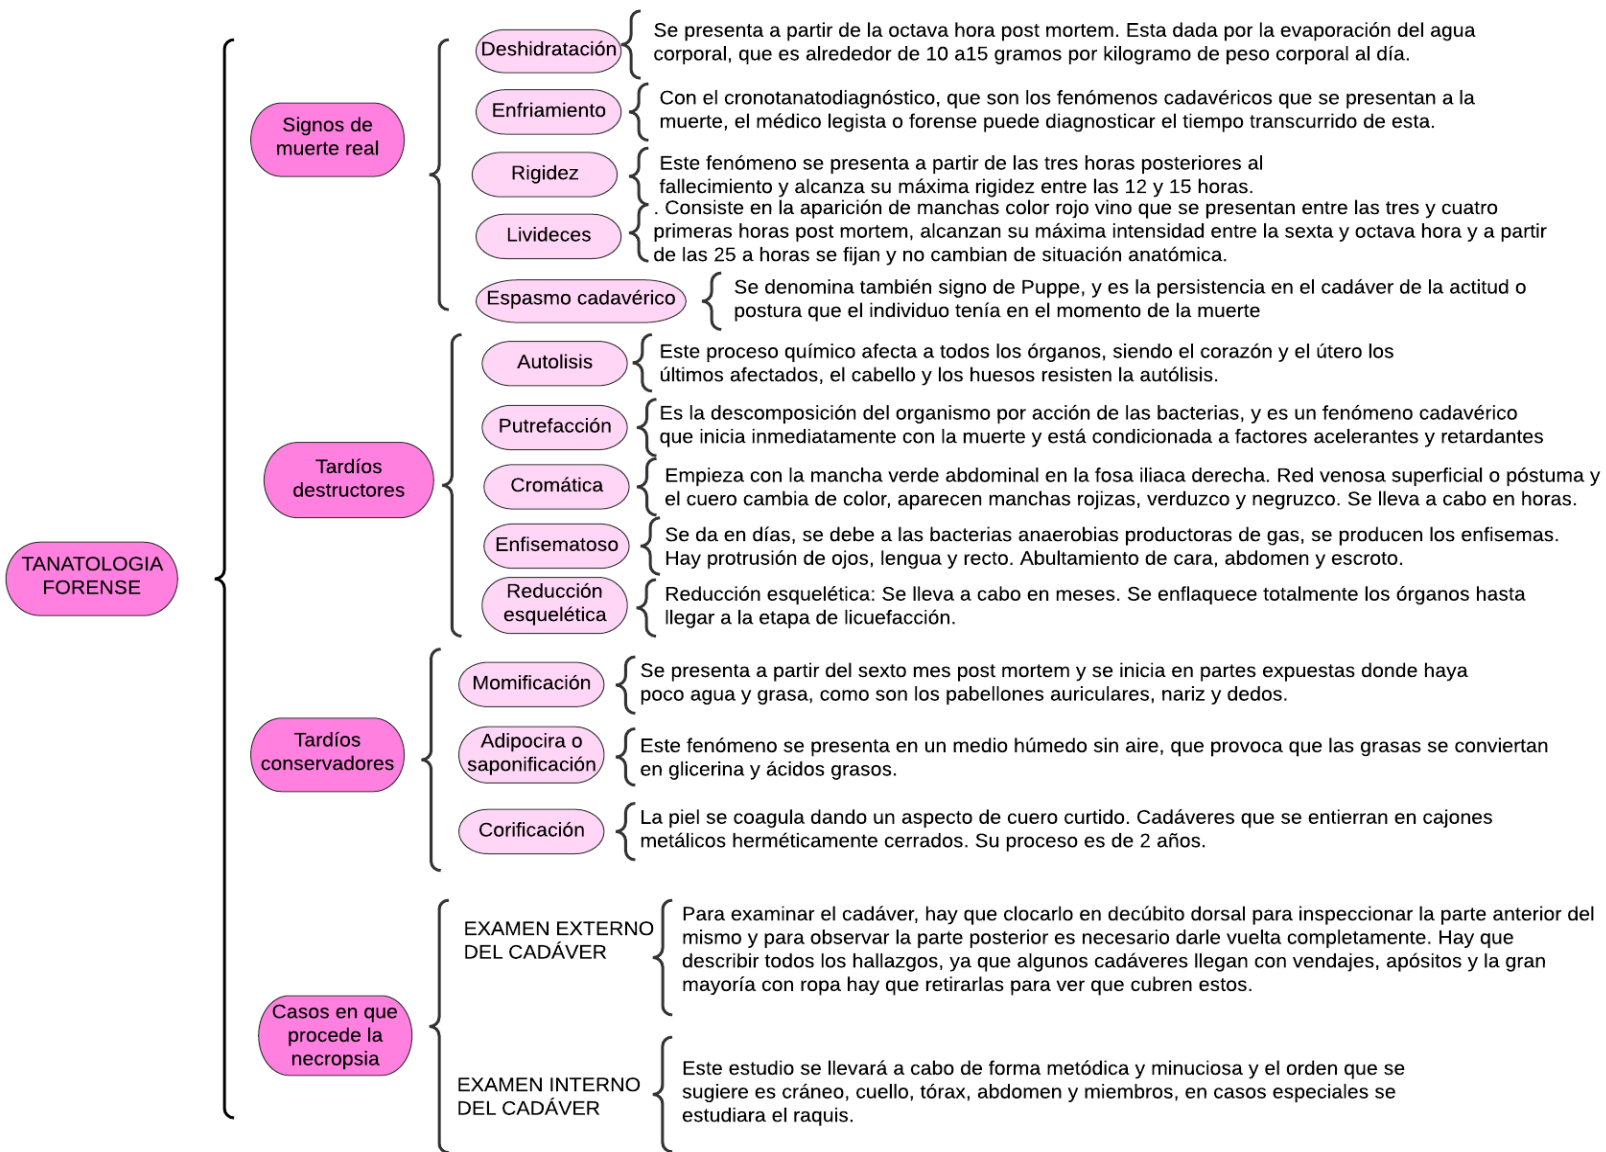 TANATOLOGIA
FORENSE
Signos de
muerte real
Deshidratación
Se presenta a partir de la octava hora post mortem. Esta dada por la evaporación del agua
corporal, que es alrededor de 10 a15 gramos por kilogramo de peso corporal al día.
Enfriamiento
Con el cronotanatodiagnóstico, que son los fenómenos cadavéricos que se presentan a la
muerte, el médico legista o forense puede diagnosticar el tiempo transcurrido de esta.
Rigidez
Este fenómeno se presenta a partir de las tres horas posteriores al
fallecimiento y alcanza su máxima rigidez entre las 12 y 15 horas.
Livideces
. Consiste en la aparición de manchas color rojo vino que se presentan entre las tres y cuatro
primeras horas post mortem, alcanzan su máxima intensidad entre la sexta y octava hora y a partir
de las 25 a horas se fijan y no cambian de situación anatómica.
Espasmo cadavérico
Se denomina también signo de Puppe, y es la persistencia en el cadáver de la actitud o
postura que el individuo tenía en el momento de la muerte
Tardíos
destructores
Autolisis
Este proceso químico afecta a todos los órganos, siendo el corazón y el útero los
últimos afectados, el cabello y los huesos resisten la autólisis.
Putrefacción
Es la descomposición del organismo por acción de las bacterias, y es un fenómeno cadavérico
que inicia inmediatamente con la muerte y está condicionada a factores acelerantes y retardantes
Cromática
Empieza con la mancha verde abdominal en la fosa iliaca derecha. Red venosa superficial o póstuma y
el cuero cambia de color, aparecen manchas rojizas, verduzco y negruzco. Se lleva a cabo en horas.
Enfisematoso
Se da en días, se debe a las bacterias anaerobias productoras de gas, se producen los enfisemas.
Hay protrusión de ojos, lengua y recto. Abultamiento de cara, abdomen y escroto.
Reducción
esquelética
Reducción esquelética: Se lleva a cabo en meses. Se enflaquece totalmente los órganos hasta
llegar a la etapa de licuefacción.
Tardíos
conservadores
Momificación
Se presenta a partir del sexto mes post mortem y se inicia en partes expuestas donde haya
poco agua y grasa, como son los pabellones auriculares, nariz y dedos.
Adipocira o
saponificación
Este fenómeno se presenta en un medio húmedo sin aire, que provoca que las grasas se conviertan
en glicerina y ácidos grasos.
Corificación
La piel se coagula dando un aspecto de cuero curtido. Cadáveres que se entierran en cajones
metálicos herméticamente cerrados. Su proceso es de 2 años.
Casos en que
procede la
necropsia
EXAMEN EXTERNO
DEL CADÁVER
Para examinar el cadáver, hay que clocarlo en decúbito dorsal para inspeccionar la parte anterior del
mismo y para observar la parte posterior es necesario darle vuelta completamente. Hay que
describir todos los hallazgos, ya que algunos cadáveres llegan con vendajes, apósitos y la gran
mayoría con ropa hay que retirarlas para ver que cubren estos.
EXAMEN INTERNO
DEL CADÁVER
Este estudio se llevará a cabo de forma metódica y minuciosa y el orden que se
sugiere es cráneo, cuello, tórax, abdomen y miembros, en casos especiales se
estudiara el raquis.